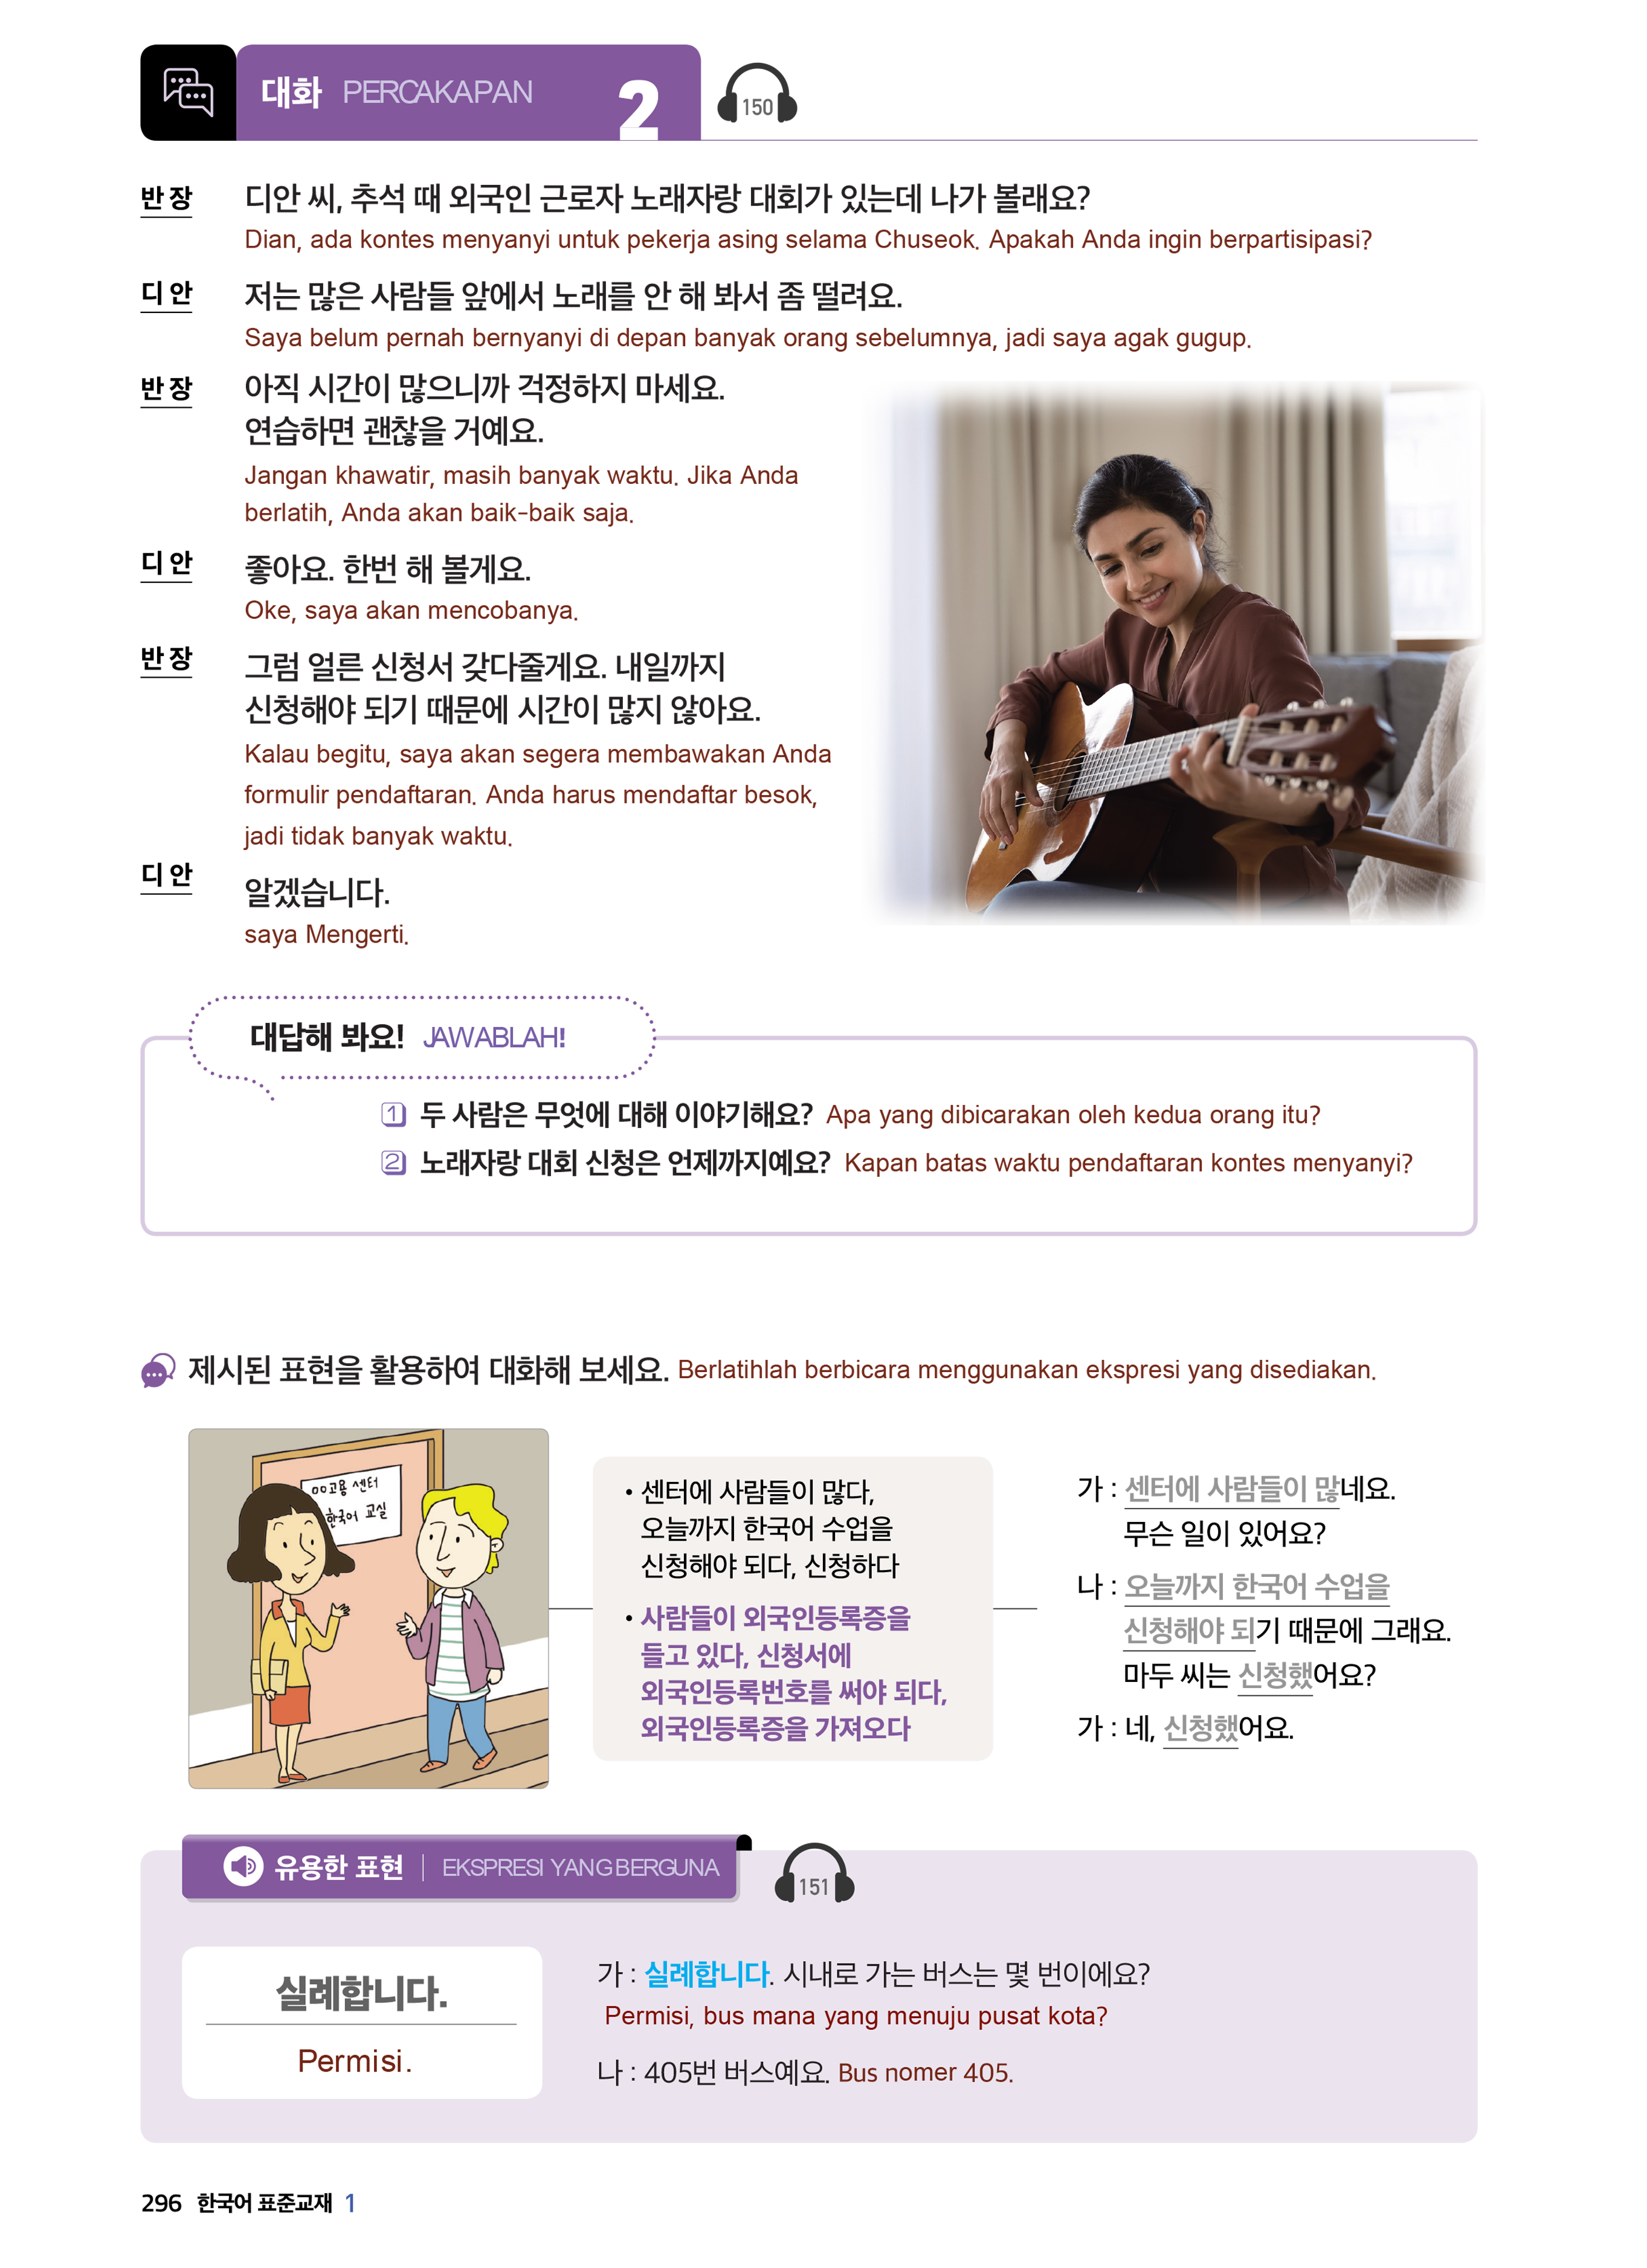 대화 PERCAKAPAN 2 150
반장 디안 씨, 추석 때 외국인 근로자 노래자랑 대회가 있는데 나가 볼래요?
Dian, ada kontes menyanyi untuk pekerja asing selama Chuseok. Apakah Anda ingin berpartisipasi?
디안 저는 많은 사람들 앞에서 노래를 안 해 봐서 좀 떨려요.
Saya belum pernah bernyanyi di depan banyak orang sebelumnya, jadi saya agak gugup.
반장 아직 시간이 많으니까 걱정하지 마세요.
연습하면 괜찮을 거예요.
Jangan khawatir, masih banyak waktu. Jika Anda
berlatih, Anda akan baik-baik saja.
디안 좋아요. 한번 해 볼게요.
Oke, saya akan mencobanya.
반장 그럼 얼른 신청서 갖다줄게요. 내일까지
신청해야 되기 때문에 시간이 많지 않아요.
Kalau begitu, saya akan segera membawakan Anda
formulir pendaftaran. Anda harus mendaftar besok,
jadi tidak banyak waktu.
디안 알겠습니다.
saya Mengerti.
대답해 봐요! JAWABLAH!
1 두 사람은 무엇에 대해 이야기해요? Apa yang dibicarakan oleh kedua orang itu?
2 노래자랑 대회 신청은 언제까지예요? Kapan batas waktu pendaftaran kontes menyanyi?
제시된 표현을 활용하여 대화해 보세요. Berlatihlah berbicara menggunakan ekspresi yang disediakan.
OO고용 센터
한국어 교실
• 센터에 사람들이 많다,
오늘까지 한국어 수업을
신청해야 되다, 신청하다
• 사람들이 외국인등록증을
들고 있다, 신청서에
외국인등록번호를 써야 되다,
외국인등록증을 가져오다
가 : 센터에 사람들이 많네요.
무슨 일이 있어요?
나 : 오늘까지 한국어 수업을
신청해야 되기 때문에 그래요.
마두 씨는 신청했어요?
가 : 네, 신청했어요.
유용한 표현 | EKSPRESI YANG BERGUNA 151
실례합니다.
Permisi.
가 : 실례합니다. 시내로 가는 버스는 몇 번이에요?
Permisi, bus mana yang menuju pusat kota?
나 : 405번 버스예요. Bus nomer 405.
296 한국어 표준교재 1